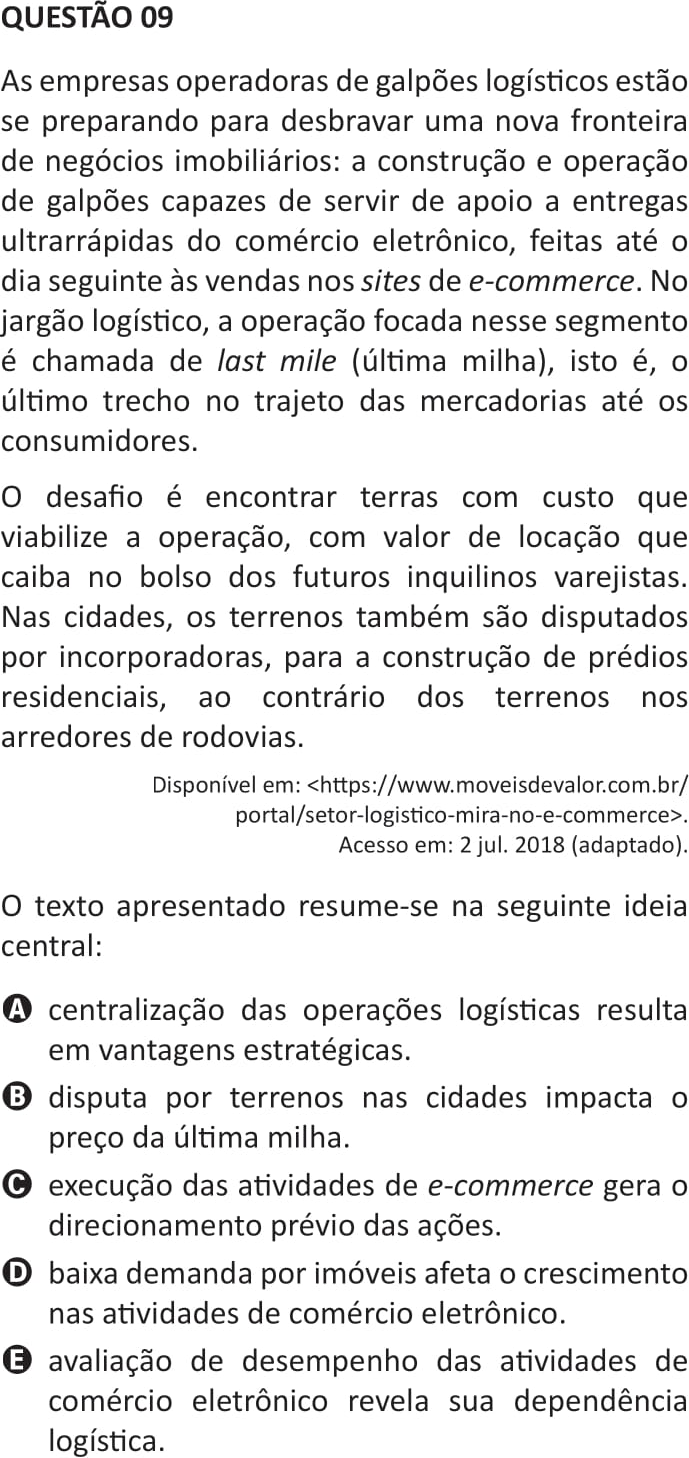 QUESTÃO 09
As empresas operadoras de galpões logísticos estão
se preparando para desbravar uma nova fronteira
de negócios imobiliários: a construção e operação
de galpões capazes de servir de apoio a entregas
ultrarrápidas do comércio eletrônico, feitas até o
dia seguinte às vendas nos sites de e-commerce. No
jargão logístico, a operação focada nesse segmento
é chamada de last mile (última milha), isto é, o
último trecho no trajeto das mercadorias até os
consumidores.
O desafio é encontrar terras com custo que
viabilize a operação, com valor de locação que
caiba no bolso dos futuros inquilinos varejistas.
Nas cidades, os terrenos também são disputados
por incorporadoras, para a construção de prédios
residenciais, ao contrário dos terrenos nos
arredores de rodovias.
Disponível em: <https://www.moveisdevalor.com.br/
portal/setor-logistico-mira-no-e-commerce>.
Acesso em: 2 jul. 2018 (adaptado).
O texto apresentado resume-se na seguinte ideia
central:
A centralização das operações logísticas resulta
em vantagens estratégicas.
B disputa por terrenos nas cidades impacta o
preço da última milha.
C execução das atividades de e-commerce gera o
direcionamento prévio das ações.
D baixa demanda por imóveis afeta o crescimento
nas atividades de comércio eletrônico.
E avaliação de desempenho das atividades de
comércio eletrônico revela sua dependência
logística.